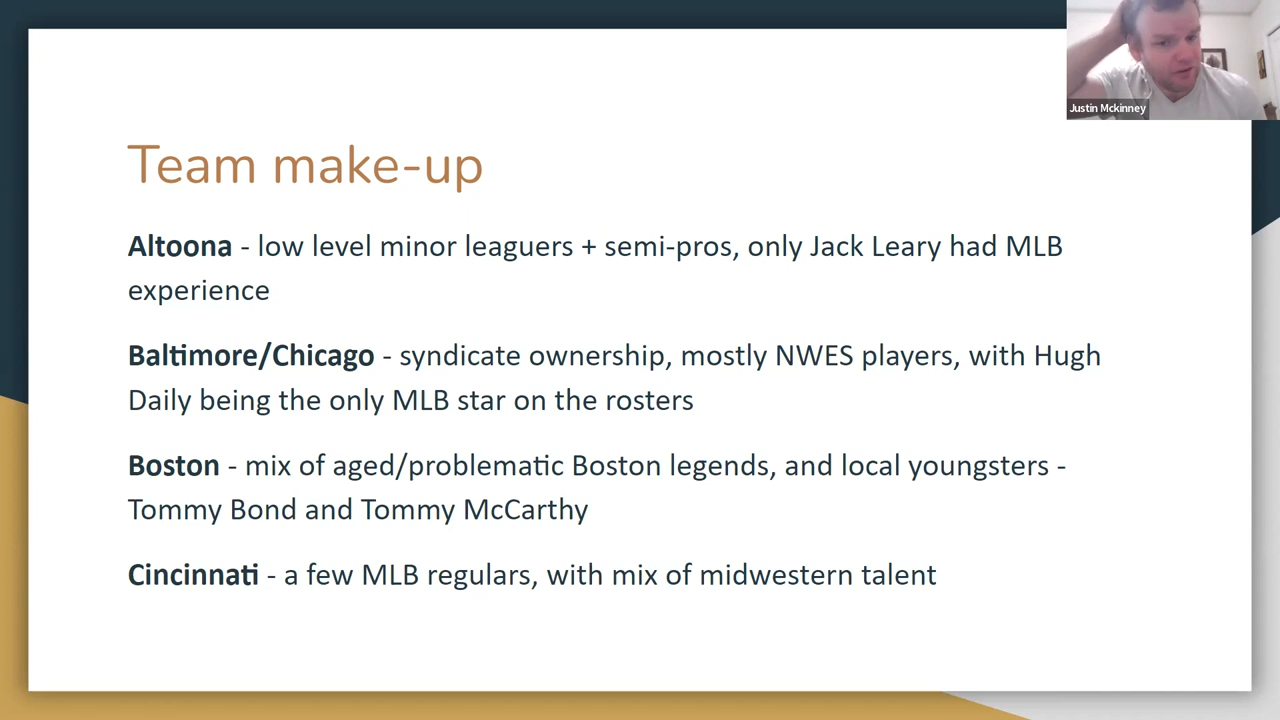 Justin Mckinney
Team make-up
Altoona - low level minor leaguers + semi-pros, only Jack Leary had MLB
experience
Baltimore/Chicago - syndicate ownership, mostly NWES players, with Hugh
Daily being the only MLB star on the rosters
Boston - mix of aged/problematic Boston legends, and local youngsters -
Tommy Bond and Tommy McCarthy
Cincinnati - a few MLB regulars, with mix of midwestern talent